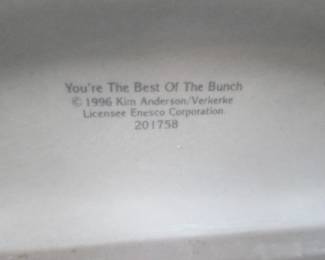 You're The Best Of The Bunch
© 1996 Kim Anderson/Verkerke
Licensee Enesco Corporation
201758